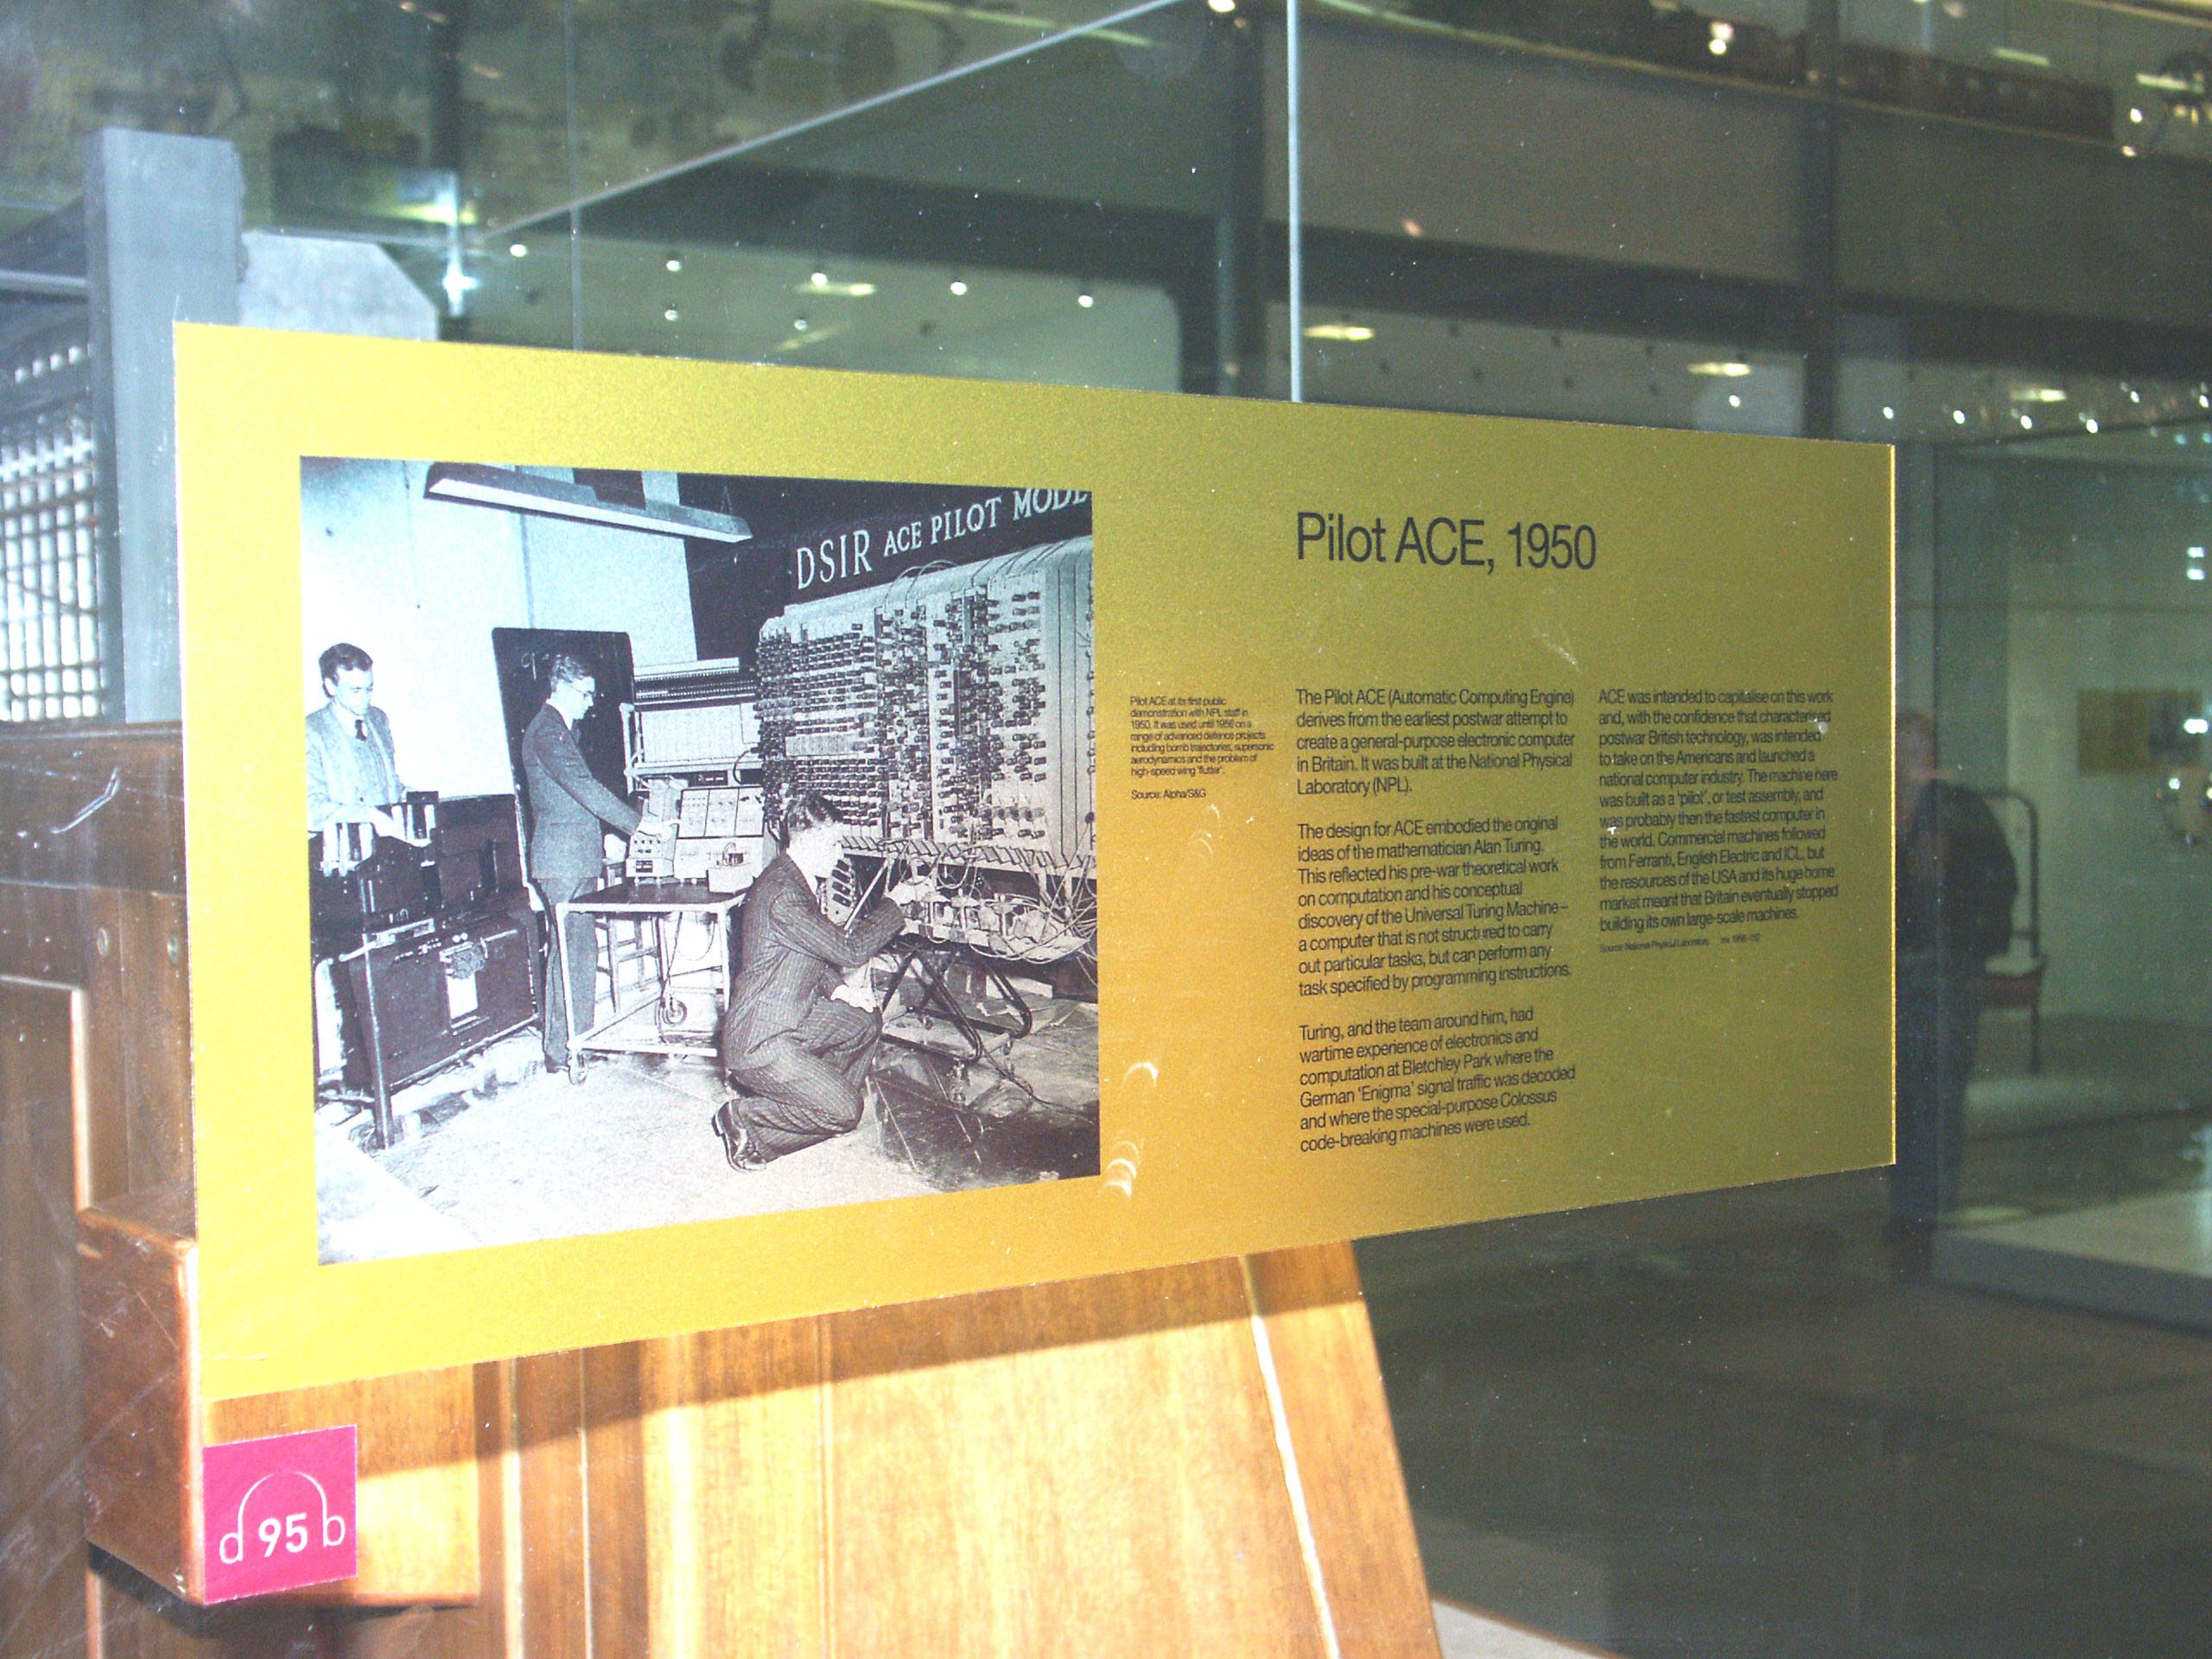 DSIR ACE PILOT MODE
Pilot ACE, 1950
Pilot ACE at its first public
demonstration with NPL staff in
1950. It was used until 1956 on a
range of advanced defence projects
including bomb trajectories, supersonic
aerodynamics and the problem of
high-speed wing 'flutter'.
Source: Alpha/S&G
The Pilot ACE (Automatic Computing Engine)
derives from the earliest postwar attempt to
create a general-purpose electronic computer
in Britain. It was built at the National Physical
Laboratory (NPL).
The design for ACE embodied the original
ideas of the mathematician Alan Turing.
This reflected his pre-war theoretical work
on computation and his conceptual
discovery of the Universal Turing Machine –
a computer that is not structured to carry
out particular tasks, but can perform any
task specified by programming instructions.
Turing, and the team around him, had
wartime experience of electronics and
computation at Bletchley Park where the
German 'Enigma' signal traffic was decoded
and where the special-purpose Colossus
code-breaking machines were used.
ACE was intended to capitalise on this work
and, with the confidence that characterised
postwar British technology, was intended
to take on the Americans and launched a
national computer industry. The machine here
was built as a 'pilot', or test assembly, and
was probably then the fastest computer in
the world. Commercial machines followed
from Ferranti, English Electric and ICL, but
the resources of the USA and its huge home
market meant that Britain eventually stopped
building its own large-scale machines.
Source: National Physical Laboratory
95